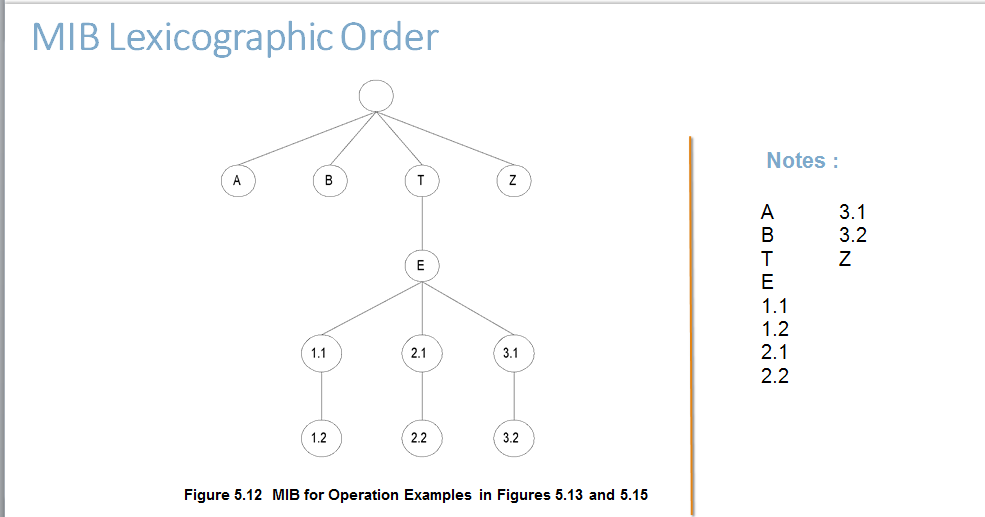 MIB Lexicographic Order
A
B
T
Z
E
1.1
2.1
3.1
1.2
2.2
3.2
Figure 5.12 MIB for Operation Examples in Figures 5.13 and 5.15
Notes :
A
B
T
E
1.1
1.2
2.1
2.2
3.1
3.2
Z